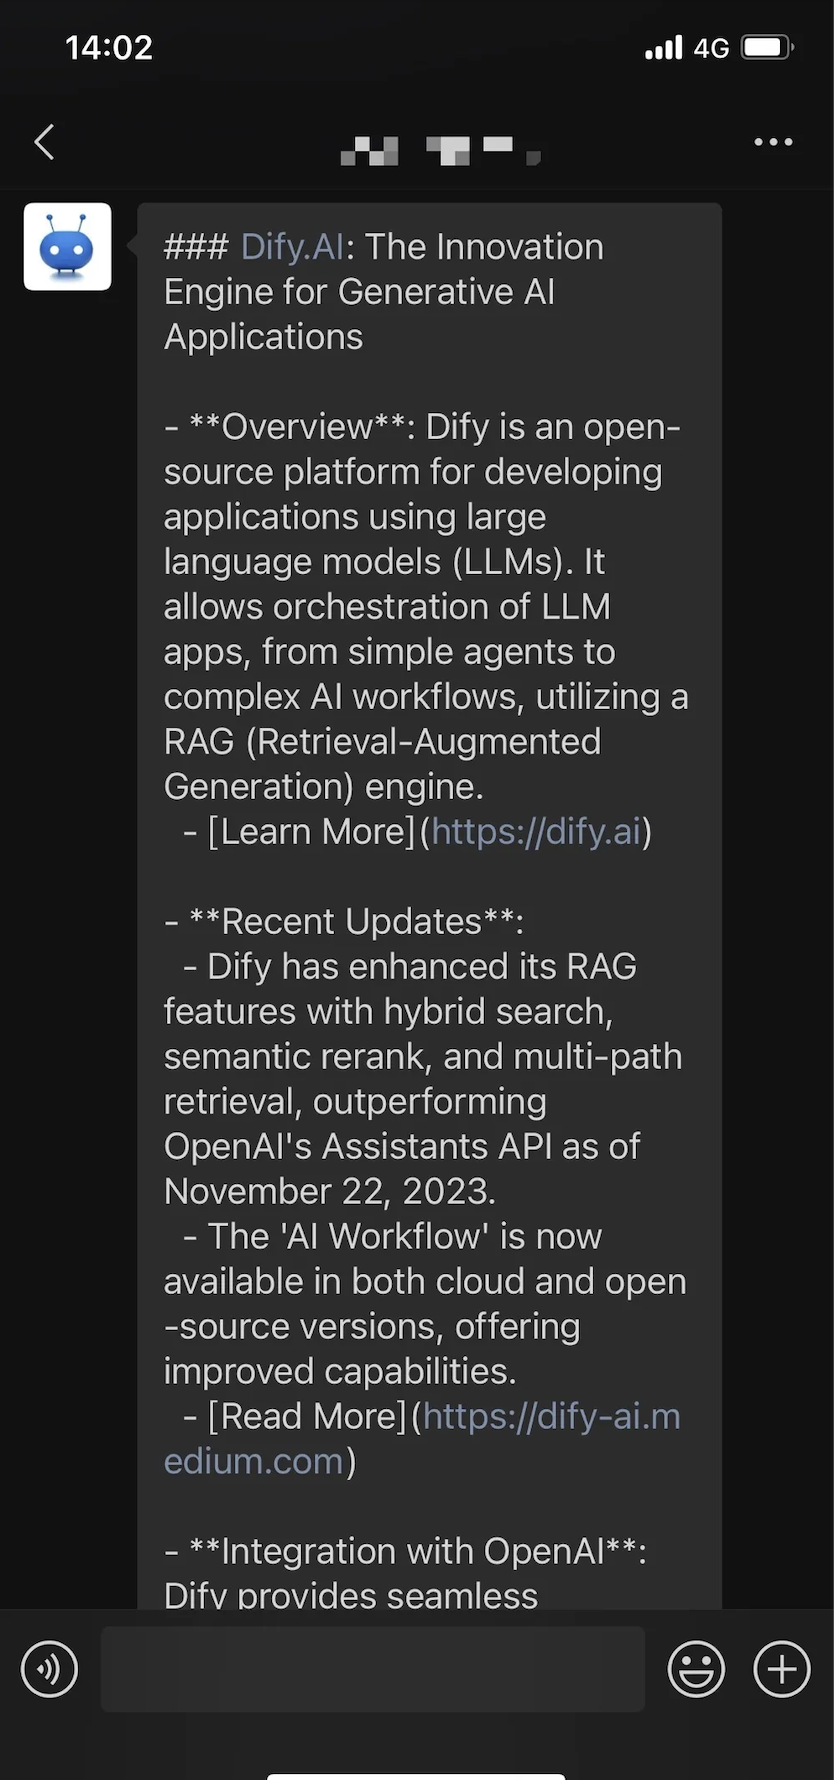 14:02
4G
### Dify.AI: The Innovation
Engine for Generative AI
Applications
- **Overview**: Dify is an open-
source platform for developing
applications using large
language models (LLMs). It
allows orchestration of LLM
apps, from simple agents to
complex AI workflows, utilizing a
RAG (Retrieval-Augmented
Generation) engine.
- [Learn More](https://dify.ai)
- **Recent Updates**:
- Dify has enhanced its RAG
features with hybrid search,
semantic rerank, and multi-path
retrieval, outperforming
OpenAI's Assistants API as of
November 22, 2023.
- The 'AI Workflow' is now
available in both cloud and open
-source versions, offering
improved capabilities.
- [Read More](https://dify-ai.m
edium.com)
- **Integration with OpenAI**:
Dify provides seamless